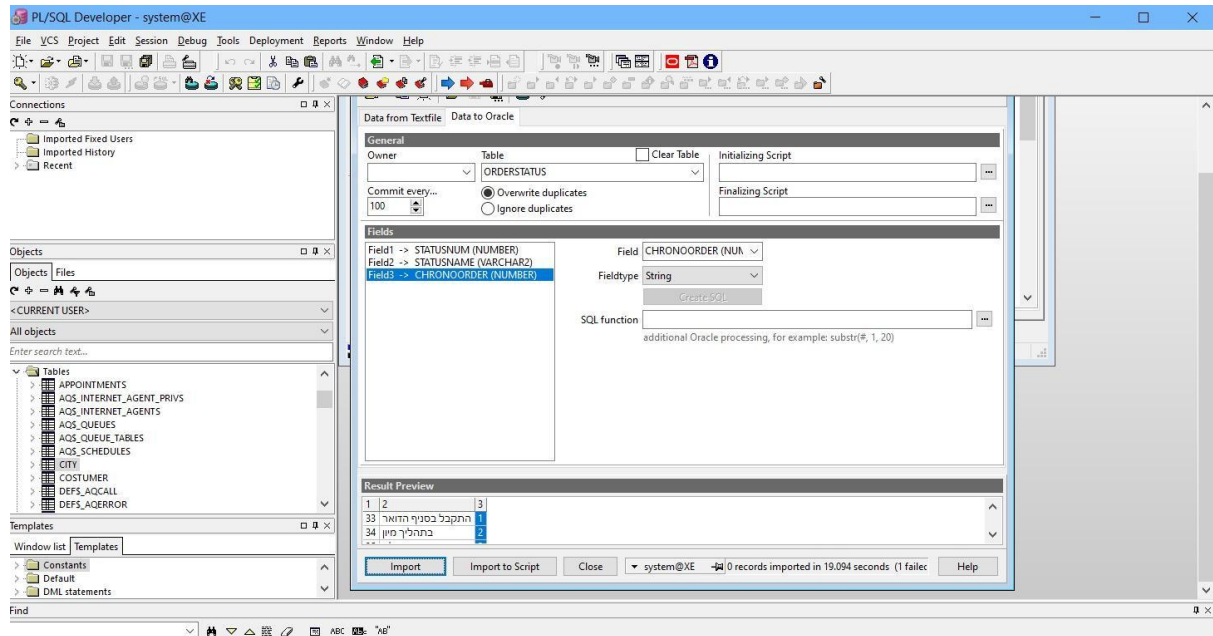 PL/SQL Developer - system@XE
File VCS Project Edit Session Debug Tools Deployment Reports Window Help
Connections
Imported Fixed Users
Imported History
Recent
Objects
Objects Files
<CURRENT USER>
All objects
Enter search text...
Tables
APPOINTMENTS
AQ$_INTERNET_AGENT_PRIVS
AQ$_INTERNET_AGENTS
AQ$_QUEUES
AQ$_QUEUE_TABLES
AQ$_SCHEDULES
CITY
COSTUMER
DEF$_AQCALL
DEF$_AQERROR
Templates
Window list Templates
Constants
Default
DML statements
Data from Textfile Data to Oracle
General
Owner Table Clear Table Initializing Script
ORDERSTATUS
Commit every... Overwrite duplicates Finalizing Script
100 Ignore duplicates
Fields
Field1 -> STATUSNUM (NUMBER)
Field2 -> STATUSNAME (VARCHAR2)
Field3 -> CHRONOORDER (NUMBER)
Field CHRONOORDER (NUM
Fieldtype String
Create SQL
SQL function
additional Oracle processing, for example: substr(#, 1, 20)
Result Preview
1 2 3
33 התקבל בסניף הדואר 1
34 בתהליך מיון 2
Import Import to Script Close system@XE 0 records imported in 19.094 seconds (1 failed Help
Find
ABC "AB"